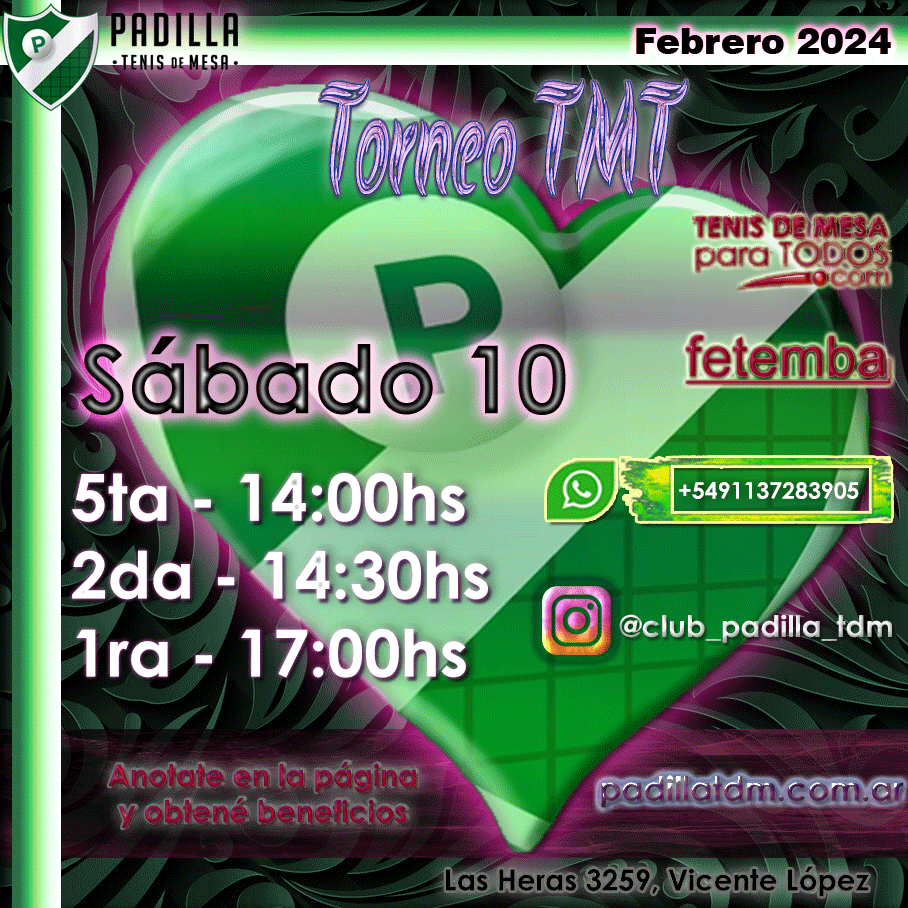 P
PADILLA
·TENIS DE MESA·
Febrero 2024
Torneo TMT
TENIS DE MESA
para TODOS
.com
P
fetemba
Sábado 10
5ta - 14:00hs
2da - 14:30hs
1ra - 17:00hs
+5491137283905
@club_padilla_tdm
Anotate en la página
y obtené beneficios
padillatdm.com.ar
Las Heras 3259, Vicente López